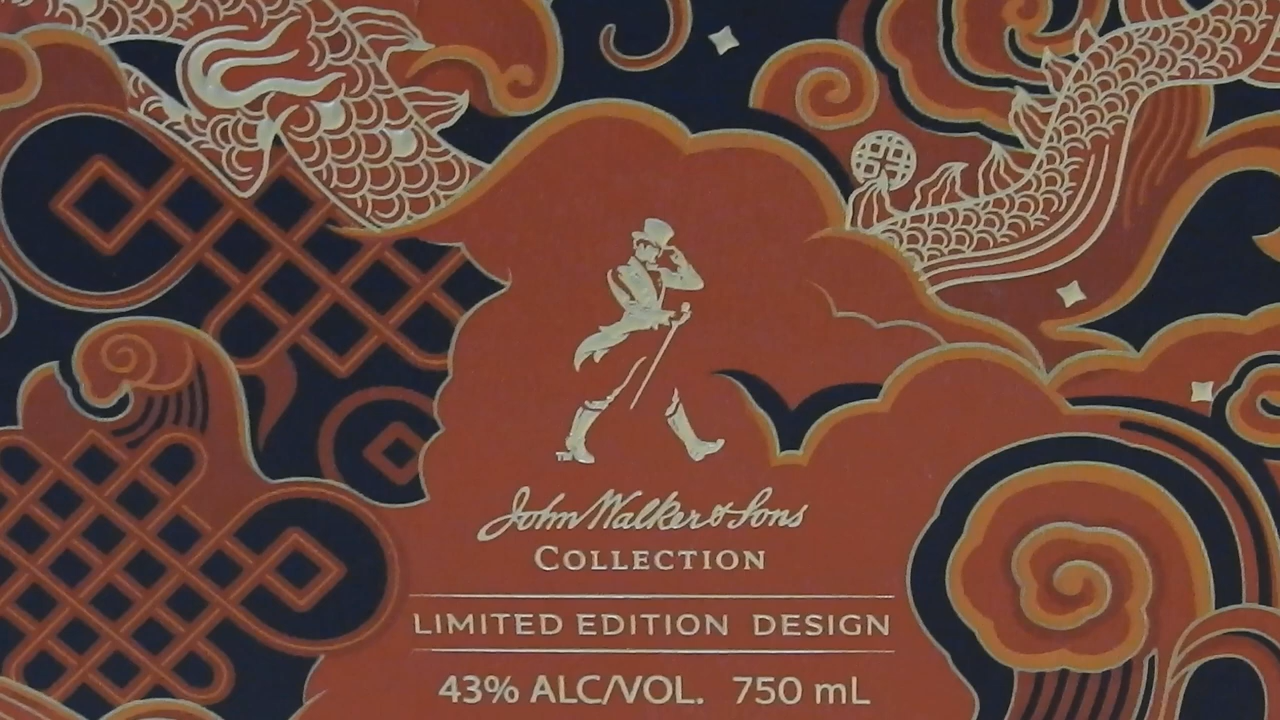 John Walker & Sons
COLLECTION
LIMITED EDITION DESIGN
43% ALC/VOL. 750 mL